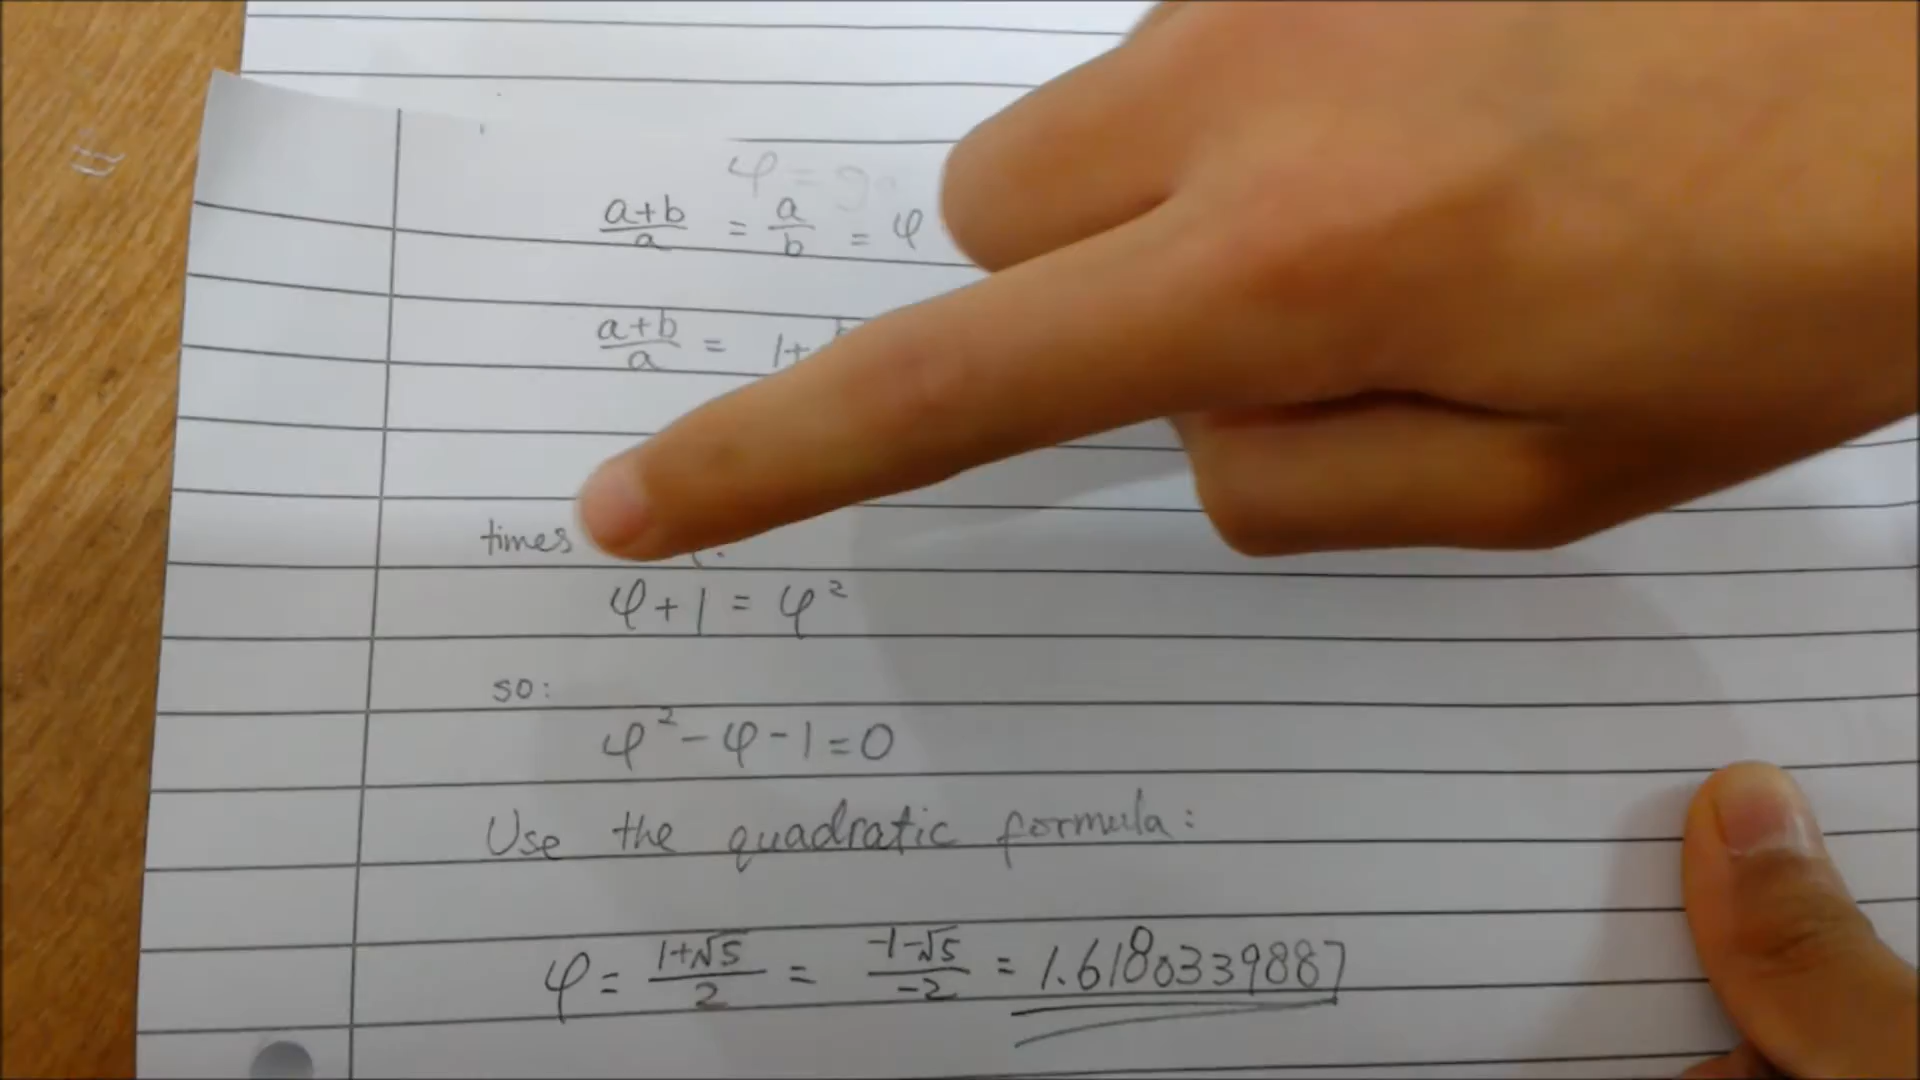 φ = go
a+b/a = a/b = φ
a+b/a = 1+
times
φ+1 = φ²
so:
φ²-φ-1=0
Use the quadratic formula:
φ = 1+√5/2 = -1-√5/-2 = 1.6180339887